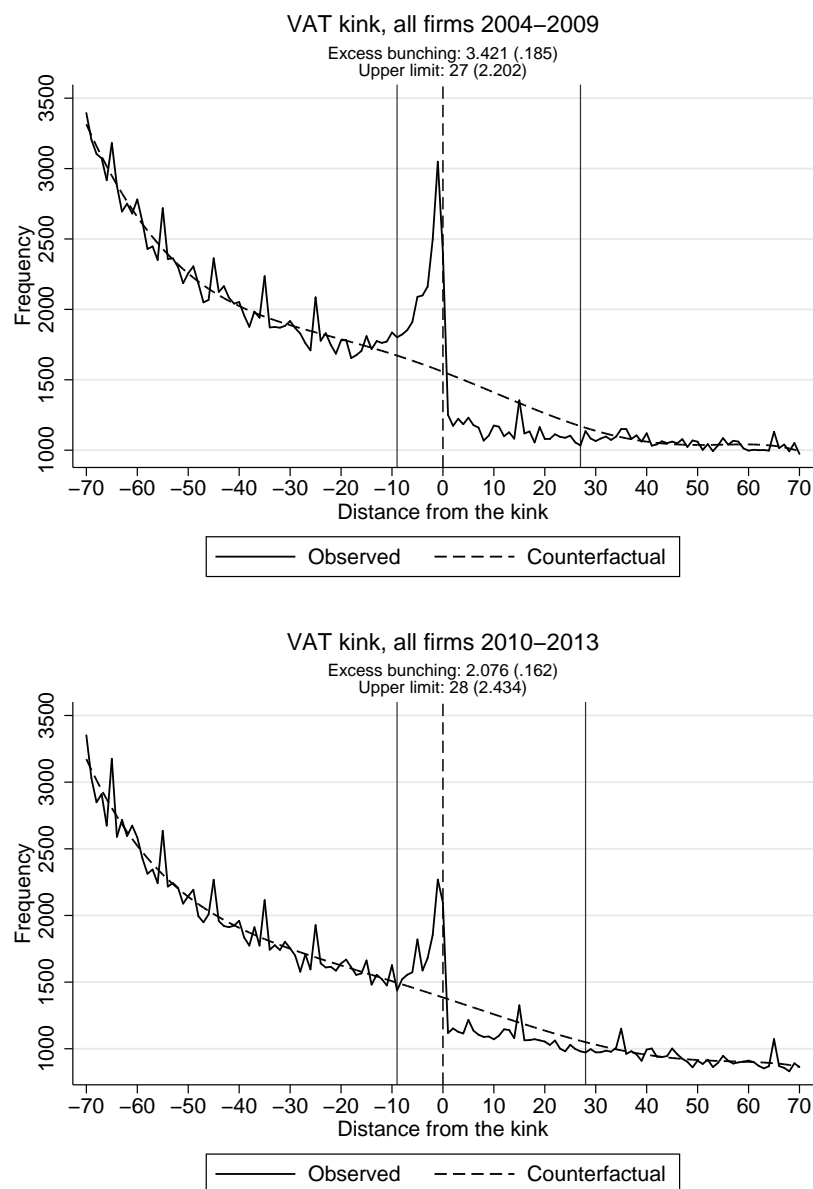 VAT kink, all firms 2004−2009
Excess bunching: 3.421 (.185)
Upper limit: 27 (2.202)
3500
3000
2500
2000
1500
1000
Frequency
−70 −60 −50 −40 −30 −20 −10 0 10 20 30 40 50 60 70
Distance from the kink
Observed Counterfactual
VAT kink, all firms 2010−2013
Excess bunching: 2.076 (.162)
Upper limit: 28 (2.434)
3500
3000
2500
2000
1500
1000
Frequency
−70 −60 −50 −40 −30 −20 −10 0 10 20 30 40 50 60 70
Distance from the kink
Observed Counterfactual